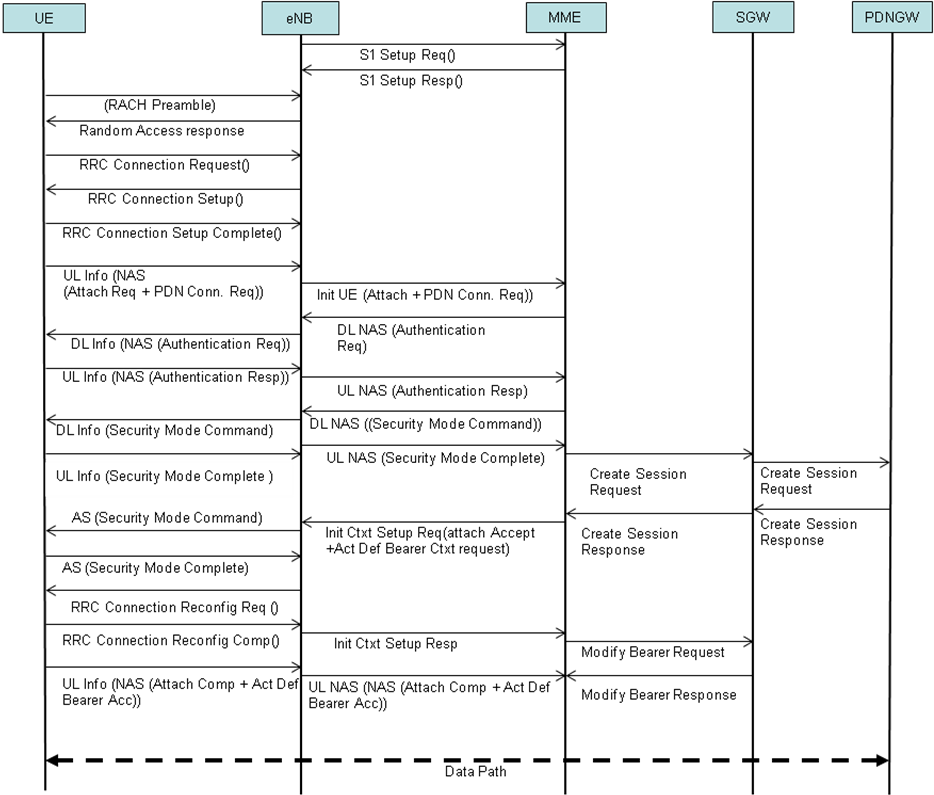 UE
eNB
MME
SGW
PDNGW
S1 Setup Req()
S1 Setup Resp()
(RACH Preamble)
Random Access response
RRC Connection Request()
RRC Connection Setup()
RRC Connection Setup Complete()
UL Info (NAS
(Attach Req + PDN Conn. Req))
Init UE (Attach + PDN Conn. Req))
DL NAS (Authentication
Req)
DL Info (NAS (Authentication Req))
UL Info (NAS (Authentication Resp))
UL NAS (Authentication Resp)
DL NAS ((Security Mode Command))
DL Info (Security Mode Command)
UL NAS (Security Mode Complete)
UL Info (Security Mode Complete )
Create Session
Request
Create Session
Request
AS (Security Mode Command)
Init Ctxt Setup Req(attach Accept
+Act Def Bearer Ctxt request)
Create Session
Response
Create Session
Response
AS (Security Mode Complete)
RRC Connection Reconfig Req ()
RRC Connection Reconfig Comp()
Init Ctxt Setup Resp
Modify Bearer Request
UL Info (NAS (Attach Comp + Act Def
Bearer Acc))
UL NAS (NAS (Attach Comp + Act Def
Bearer Acc))
Modify Bearer Response
Data Path